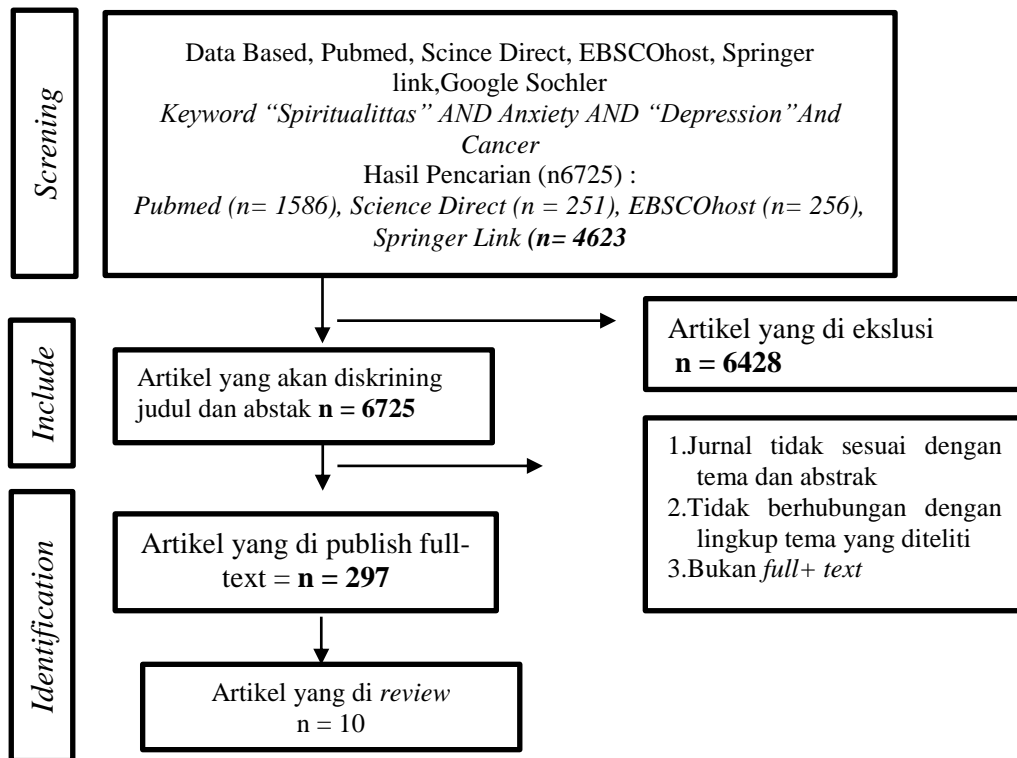 Screning
Data Based, Pubmed, Scince Direct, EBSCOhost, Springer
link,Google Sochler
Keyword “Spiritualittas” AND Anxiety AND “Depression”And
Cancer
Hasil Pencarian (n6725) :
Pubmed (n= 1586), Science Direct (n = 251), EBSCOhost (n= 256),
Springer Link (n= 4623
Include
Artikel yang akan diskrining
judul dan abstak n = 6725
Artikel yang di ekslusi
n = 6428
1.Jurnal tidak sesuai dengan
tema dan abstrak
2.Tidak berhubungan dengan
lingkup tema yang diteliti
3.Bukan full+ text
Identification
Artikel yang di publish full-
text = n = 297
Artikel yang di review
n = 10